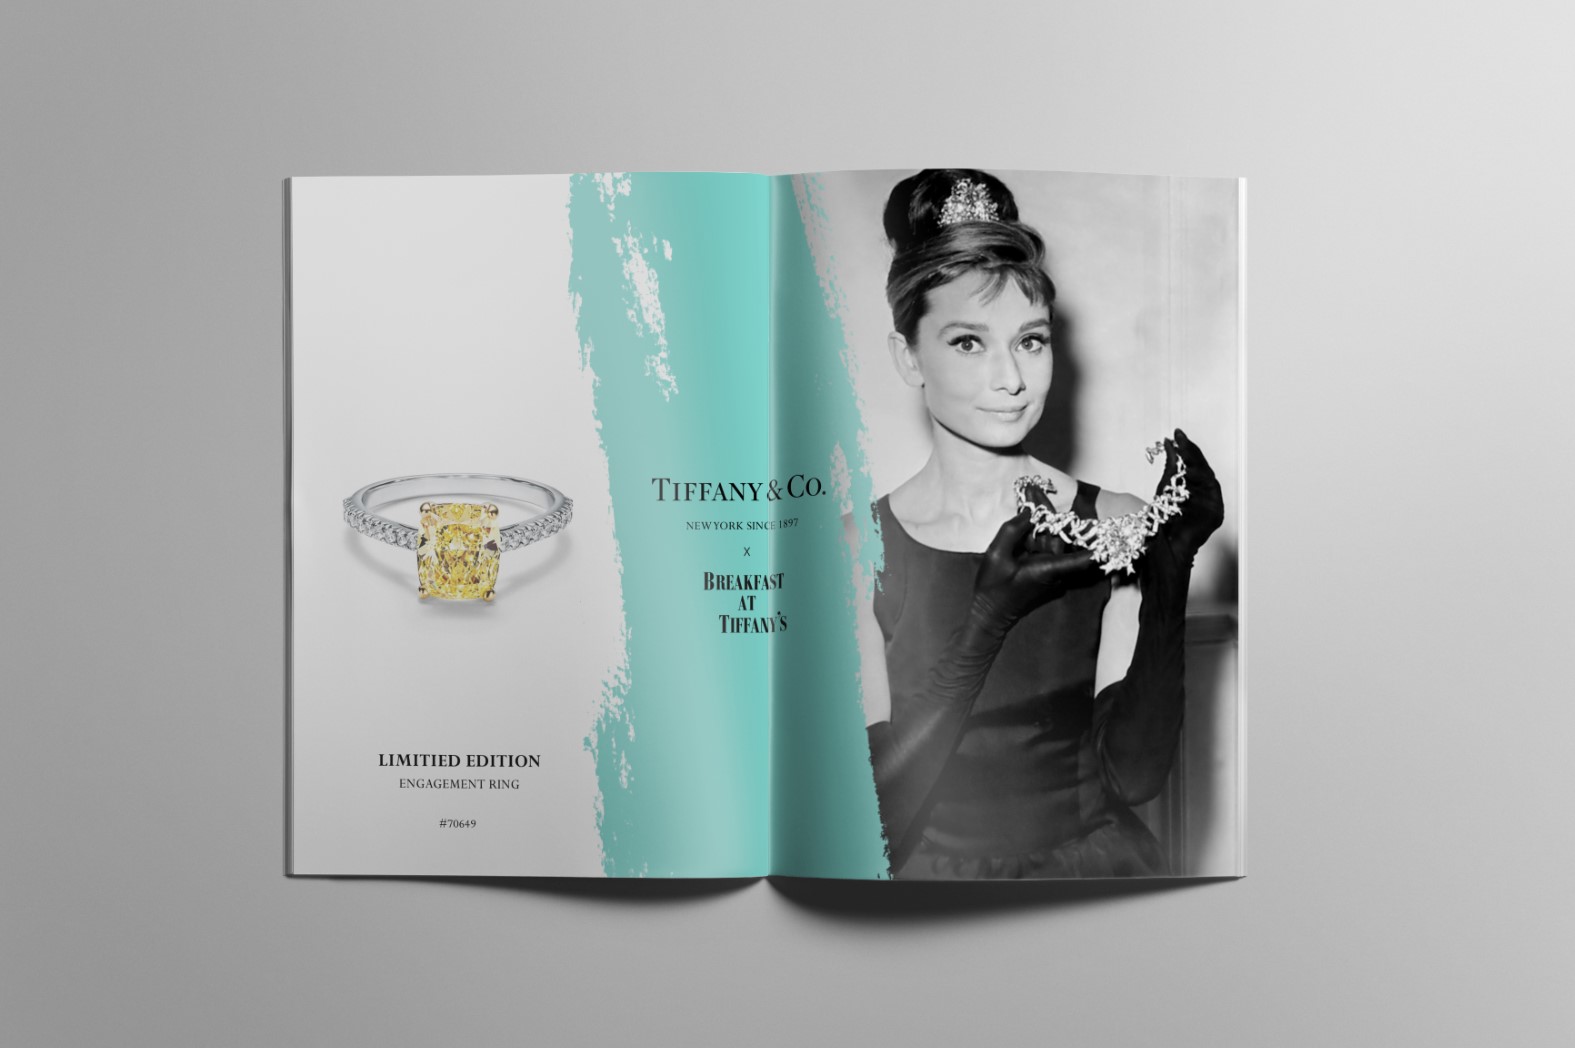 TIFFANY & CO.
NEW YORK SINCE 1897
X
BREAKFAST
AT
TIFFANY'S
LIMITIED EDITION
ENGAGEMENT RING
#70649